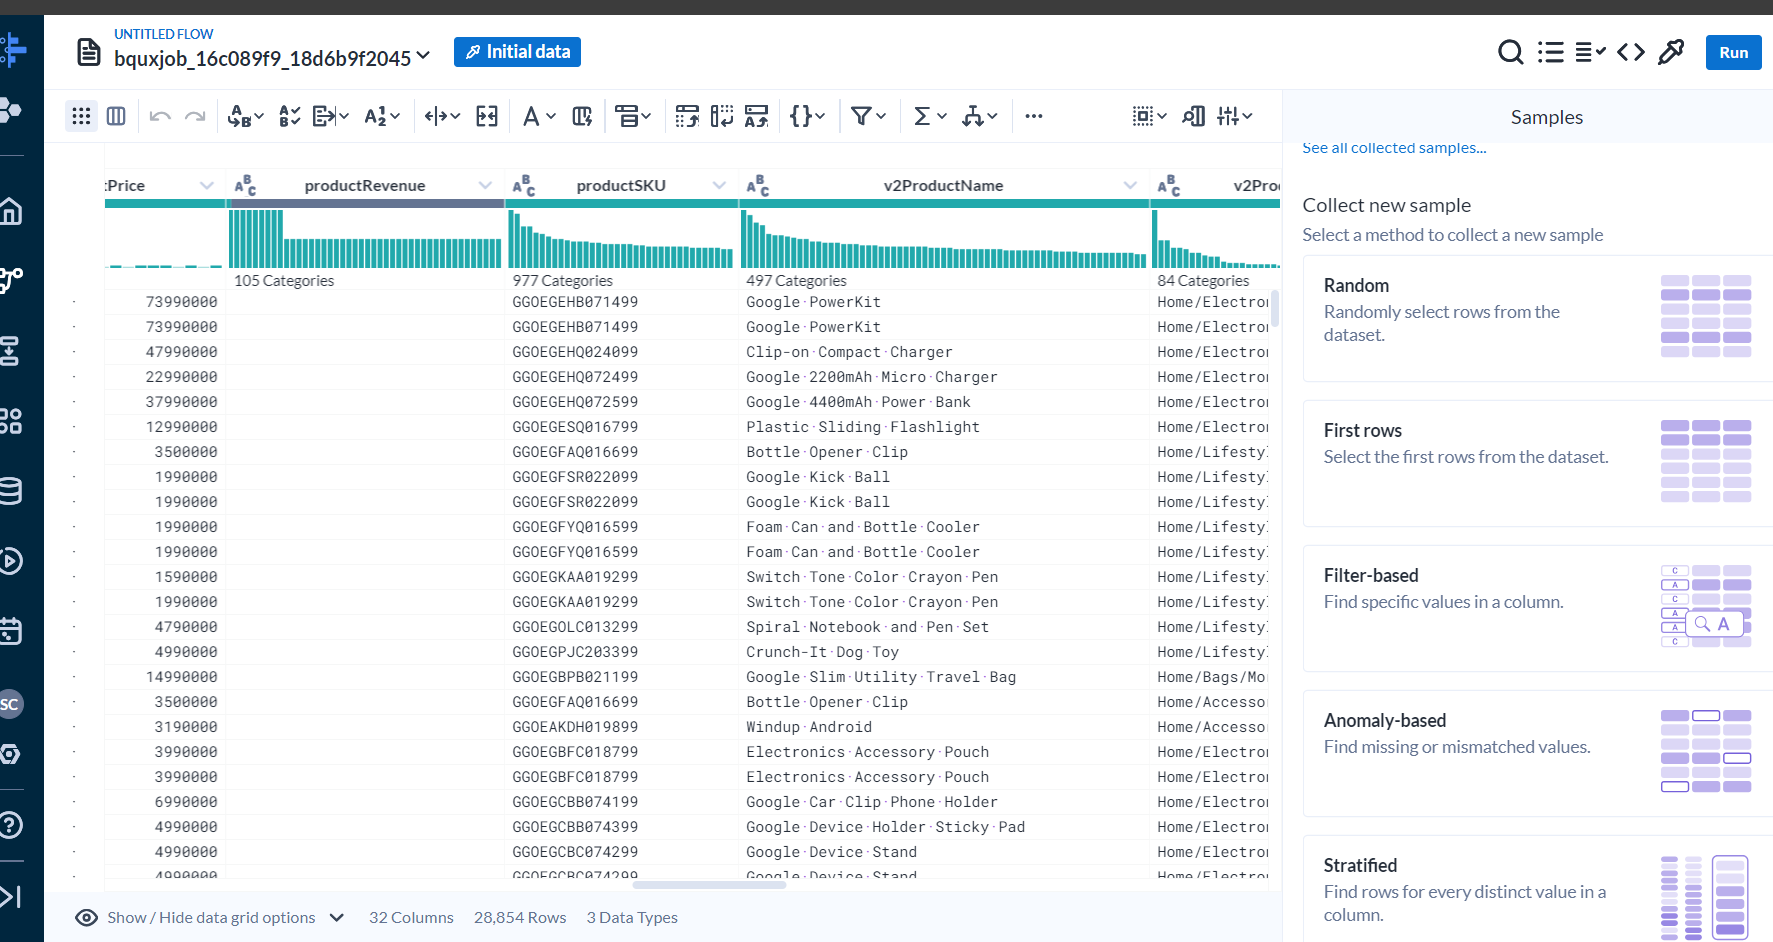 UNTITLED FLOW
bquxjob_16c089f9_18d6b9f2045
Initial data
Run
Samples
See all collected samples...
Collect new sample
Select a method to collect a new sample
Random
Randomly select rows from the
dataset.
First rows
Select the first rows from the dataset.
Filter-based
Find specific values in a column.
C
A
C
A
A
C
A
Anomaly-based
Find missing or mismatched values.
Stratified
Find rows for every distinct value in a
column.
tPrice ABC productRevenue ABC productSKU ABC v2ProductName ABC v2Pro
105 Categories 977 Categories 497 Categories 84 Categories
73990000 GGOEGEHB071499 Google·PowerKit Home/Electro
73990000 GGOEGEHB071499 Google·PowerKit Home/Electro
47990000 GGOEGEHQ024099 Clip-on·Compact·Charger Home/Electro
22990000 GGOEGEHQ072499 Google·2200mAh·Micro·Charger Home/Electro
37990000 GGOEGEHQ072599 Google·4400mAh·Power·Bank Home/Electro
12990000 GGOEGESQ016799 Plastic·Sliding·Flashlight Home/Electro
3500000 GGOEGFAQ016699 Bottle·Opener·Clip Home/Lifesty
1990000 GGOEGFSR022099 Google·Kick·Ball Home/Lifesty
1990000 GGOEGFSR022099 Google·Kick·Ball Home/Lifesty
1990000 GGOEGFYQ016599 Foam·Can·and·Bottle·Cooler Home/Lifesty
1990000 GGOEGFYQ016599 Foam·Can·and·Bottle·Cooler Home/Lifesty
1590000 GGOEGKAA019299 Switch·Tone·Color·Crayon·Pen Home/Lifesty
1990000 GGOEGKAA019299 Switch·Tone·Color·Crayon·Pen Home/Lifesty
4790000 GGOEGOLC013299 Spiral·Notebook·and·Pen·Set Home/Lifesty
4990000 GGOEGPJC203399 Crunch-It·Dog·Toy Home/Lifesty
14990000 GGOEGBPB021199 Google·Slim·Utility·Travel·Bag Home/Bags/Mo
3500000 GGOEGFAQ016699 Bottle·Opener·Clip Home/Accesso
3190000 GGOEAKDH019899 Windup·Android Home/Accesso
3990000 GGOEGBFC018799 Electronics·Accessory·Pouch Home/Electro
3990000 GGOEGBFC018799 Electronics·Accessory·Pouch Home/Electro
6990000 GGOEGCBB074199 Google·Car·Clip·Phone·Holder Home/Electro
4990000 GGOEGCBB074399 Google·Device·Holder·Sticky·Pad Home/Electro
4990000 GGOEGCBC074299 Google·Device·Stand Home/Electro
4990000 GGOEGCBC074299 Google·Device·Stand Home/Electro
SC
Show / Hide data grid options 32 Columns 28,854 Rows 3 Data Types